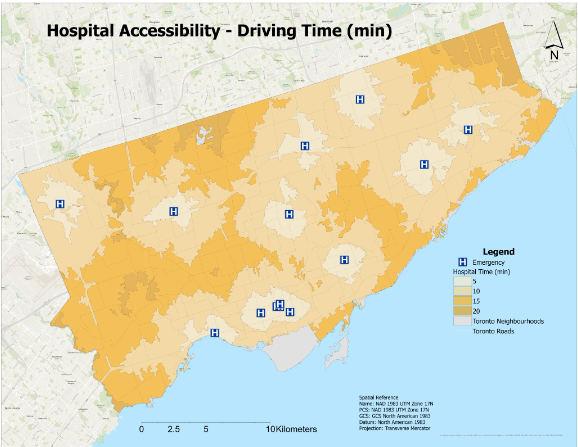 Hospital Accessibility - Driving Time (min)
N
H
H
H
H
H
H
H
H
H
H
H
H
H
Legend
H Emergency
Hospital Time (min)
5
10
15
20
Toronto Neighbourhoods
Toronto Roads
0 2.5 5 10Kilometers
Spatial Reference
Name: NAD 1983 UTM Zone 17N
PCS: NAD 1983 UTM Zone 17N
GCS: GCS North American 1983
Datum: North American 1983
Projection: Transverse Mercator